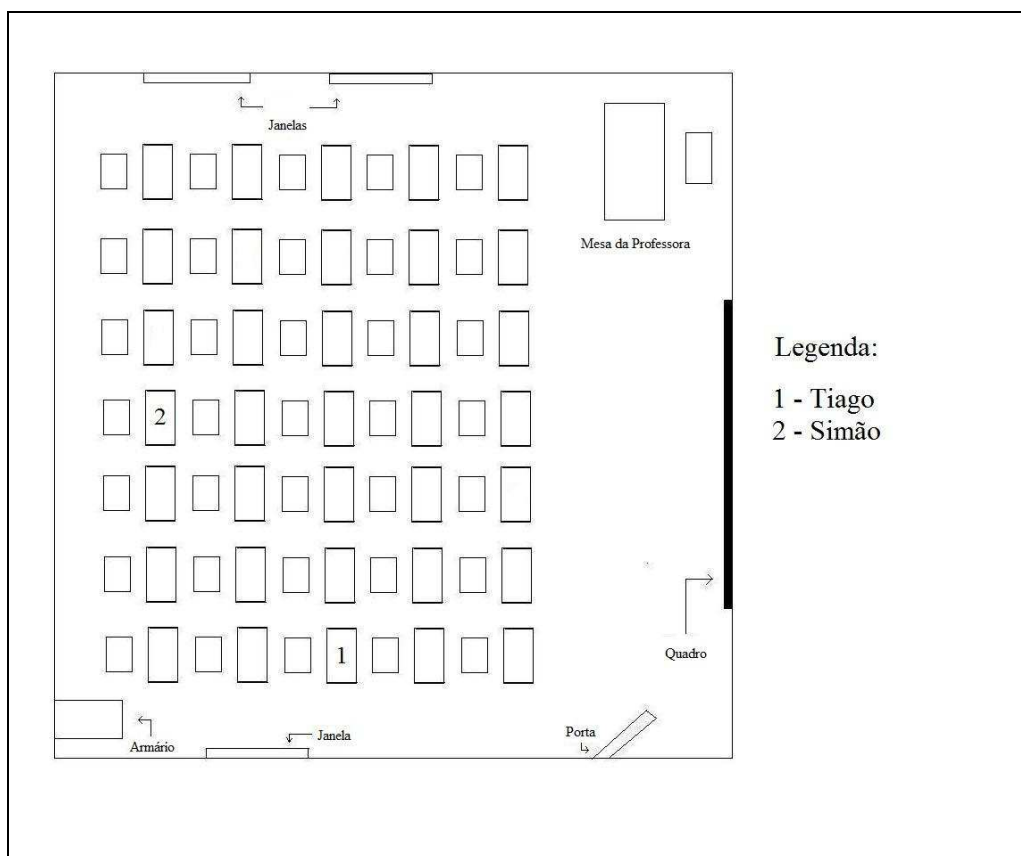 Janelas
Mesa da Professora
Legenda:
1 - Tiago
2 - Simão
2
1
Quadro
Porta
Janela
Armário